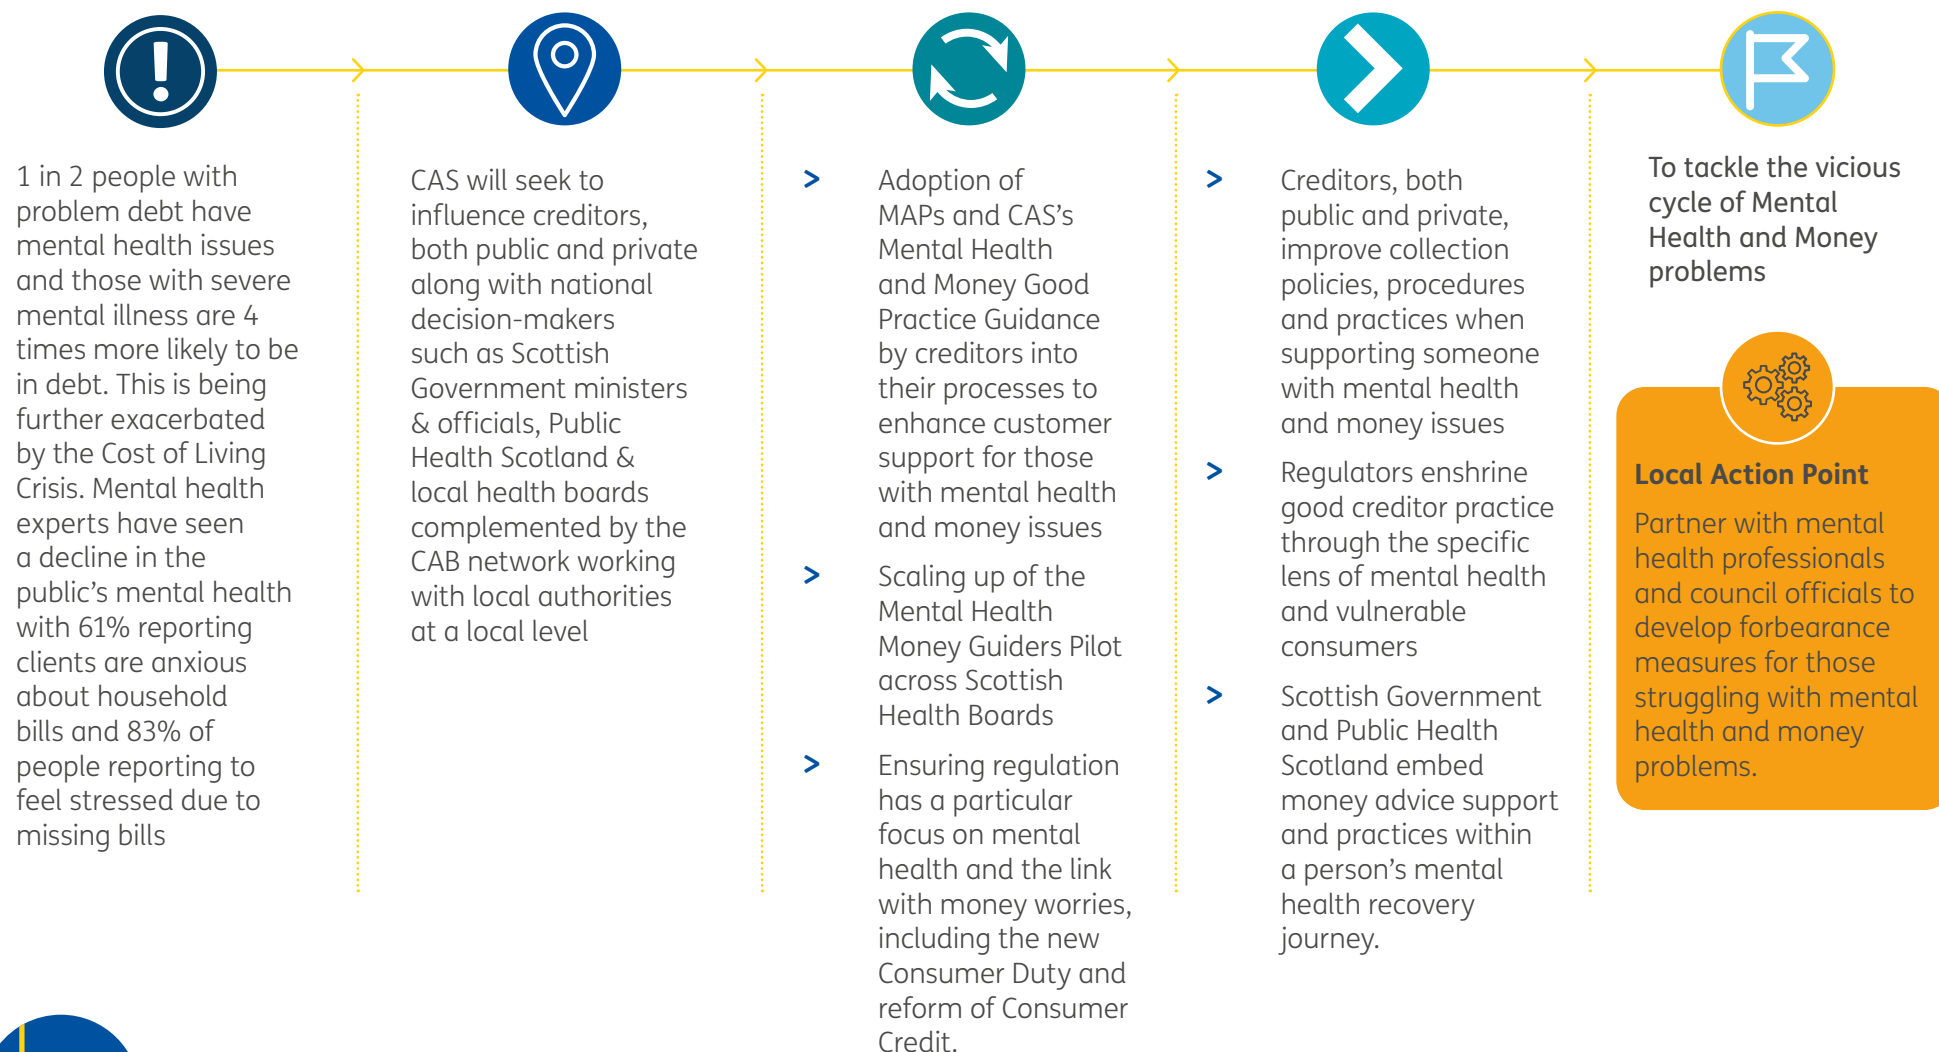 1 in 2 people with
problem debt have
mental health issues
and those with severe
mental illness are 4
times more likely to be
in debt. This is being
further exacerbated
by the Cost of Living
Crisis. Mental health
experts have seen
a decline in the
public’s mental health
with 61% reporting
clients are anxious
about household
bills and 83% of
people reporting to
feel stressed due to
missing bills
CAS will seek to
influence creditors,
both public and private
along with national
decision-makers
such as Scottish
Government ministers
& officials, Public
Health Scotland &
local health boards
complemented by the
CAB network working
with local authorities
at a local level
> Adoption of
MAPs and CAS’s
Mental Health
and Money Good
Practice Guidance
by creditors into
their processes to
enhance customer
support for those
with mental health
and money issues
> Scaling up of the
Mental Health
Money Guiders Pilot
across Scottish
Health Boards
> Ensuring regulation
has a particular
focus on mental
health and the link
with money worries,
including the new
Consumer Duty and
reform of Consumer
Credit.
> Creditors, both
public and private,
improve collection
policies, procedures
and practices when
supporting someone
with mental health
and money issues
> Regulators enshrine
good creditor practice
through the specific
lens of mental health
and vulnerable
consumers
> Scottish Government
and Public Health
Scotland embed
money advice support
and practices within
a person’s mental
health recovery
journey.
To tackle the vicious
cycle of Mental
Health and Money
problems
Local Action Point
Partner with mental
health professionals
and council officials to
develop forbearance
measures for those
struggling with mental
health and money
problems.